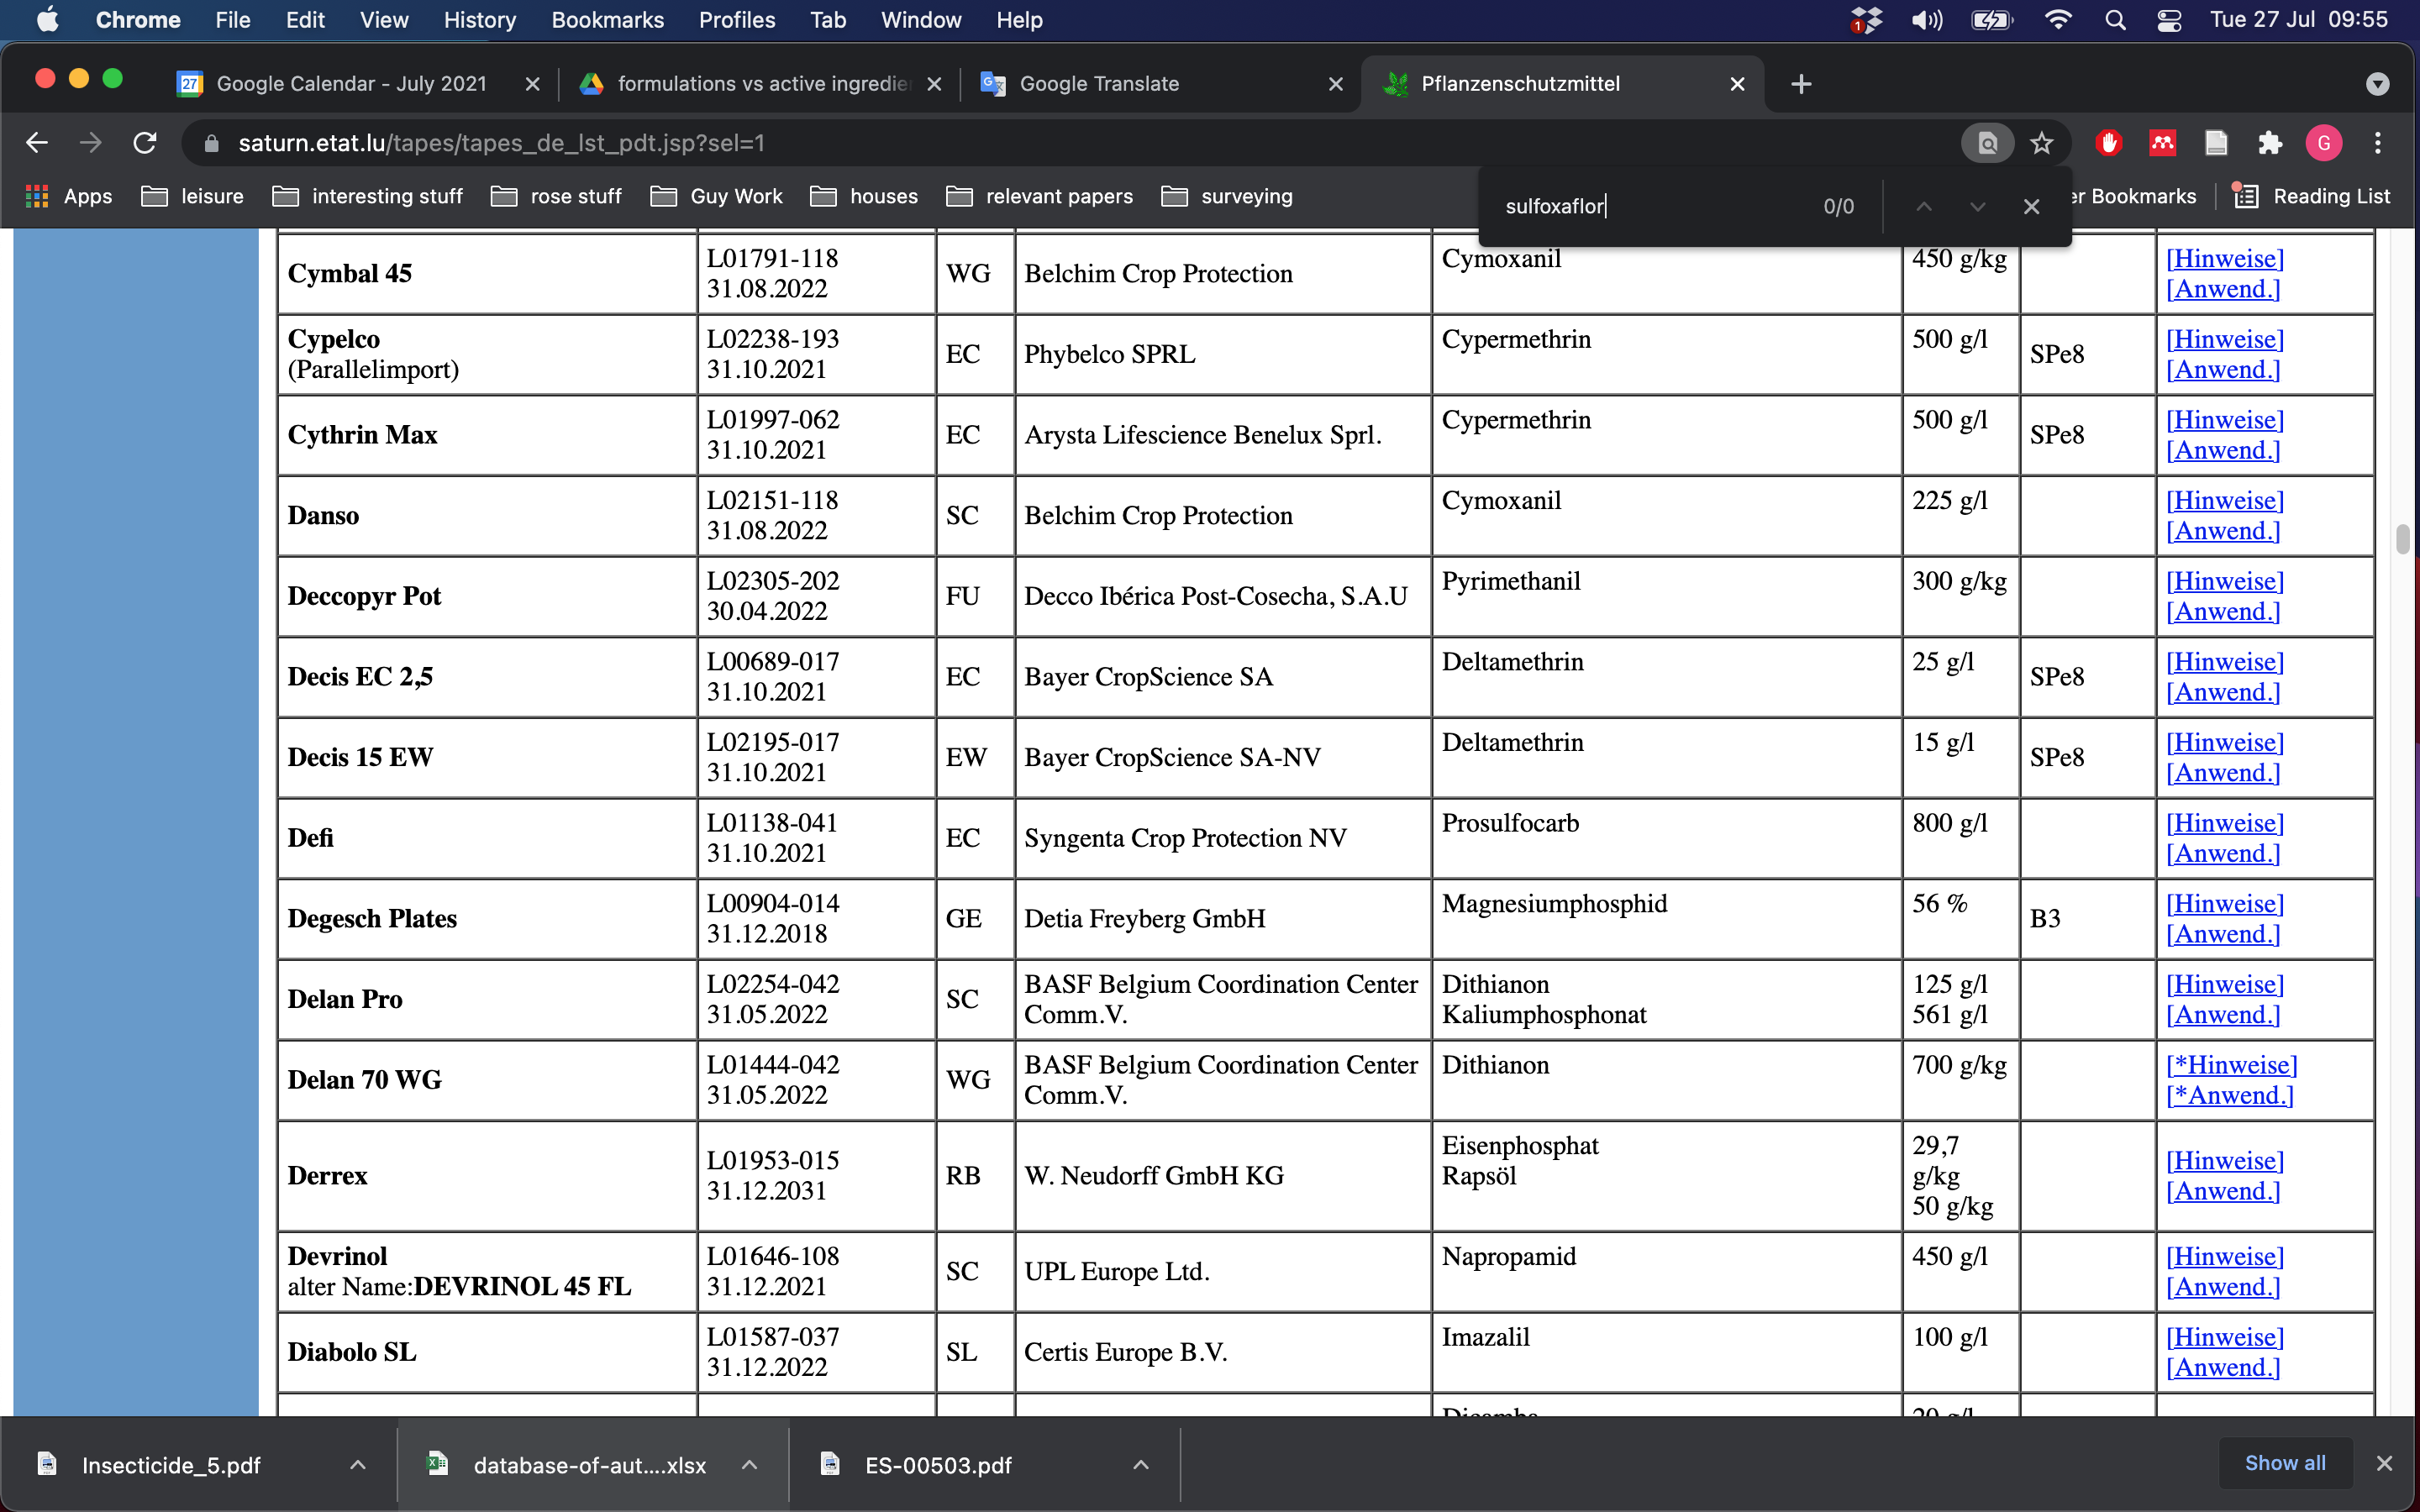 Chrome File Edit View History Bookmarks Profiles Tab Window Help 1 Tue 27 Jul 09:55
27 Google Calendar - July 2021 formulations vs active ingredie Google Translate Pflanzenschutzmittel
saturn.etat.lu/tapes/tapes_de_lst_pdt.jsp?sel=1 G
Apps leisure interesting stuff rose stuff Guy Work houses relevant papers surveying er Bookmarks Reading List
sulfoxaflor 0/0
Cymbal 45 L01791-118 WG Belchim Crop Protection Cymoxanil 450 g/kg [Hinweise]
31.08.2022 [Anwend.]
Cypelco L02238-193 EC Phybelco SPRL Cypermethrin 500 g/l SPe8 [Hinweise]
(Parallelimport) 31.10.2021 [Anwend.]
Cythrin Max L01997-062 EC Arysta Lifescience Benelux Sprl. Cypermethrin 500 g/l SPe8 [Hinweise]
31.10.2021 [Anwend.]
Danso L02151-118 SC Belchim Crop Protection Cymoxanil 225 g/l [Hinweise]
31.08.2022 [Anwend.]
Deccopyr Pot L02305-202 FU Decco Ibérica Post-Cosecha, S.A.U Pyrimethanil 300 g/kg [Hinweise]
30.04.2022 [Anwend.]
Decis EC 2,5 L00689-017 EC Bayer CropScience SA Deltamethrin 25 g/l SPe8 [Hinweise]
31.10.2021 [Anwend.]
Decis 15 EW L02195-017 EW Bayer CropScience SA-NV Deltamethrin 15 g/l SPe8 [Hinweise]
31.10.2021 [Anwend.]
Defi L01138-041 EC Syngenta Crop Protection NV Prosulfocarb 800 g/l [Hinweise]
31.10.2021 [Anwend.]
Degesch Plates L00904-014 GE Detia Freyberg GmbH Magnesiumphosphid 56 % B3 [Hinweise]
31.12.2018 [Anwend.]
Delan Pro L02254-042 SC BASF Belgium Coordination Center Dithianon 125 g/l [Hinweise]
31.05.2022 Comm.V. Kaliumphosphonat 561 g/l [Anwend.]
Delan 70 WG L01444-042 WG BASF Belgium Coordination Center Dithianon 700 g/kg [*Hinweise]
31.05.2022 Comm.V. [*Anwend.]
Derrex L01953-015 RB W. Neudorff GmbH KG Eisenphosphat 29,7 [Hinweise]
31.12.2031 Rapsöl g/kg [Anwend.]
50 g/kg
Devrinol L01646-108 SC UPL Europe Ltd. Napropamid 450 g/l [Hinweise]
alter Name:DEVRINOL 45 FL 31.12.2021 [Anwend.]
Diabolo SL L01587-037 SL Certis Europe B.V. Imazalil 100 g/l [Hinweise]
31.12.2022 [Anwend.]
Dicamba 20 g/l
Insecticide_5.pdf database-of-aut....xlsx ES-00503.pdf Show all